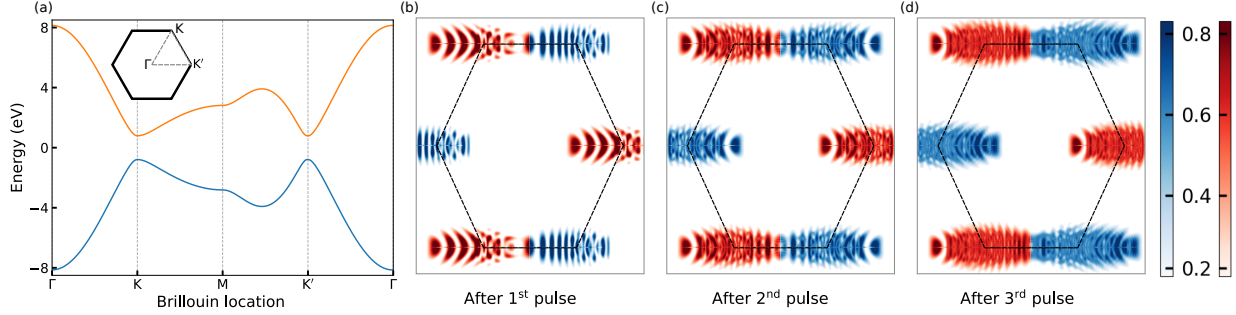 (a)
8
4
0
−4
−8
Energy (eV)
K
Γ
K′
Γ
K
M
K′
Γ
Brillouin location
(b)
After 1st pulse
(c)
After 2nd pulse
(d)
After 3rd pulse
0.8
0.6
0.4
0.2